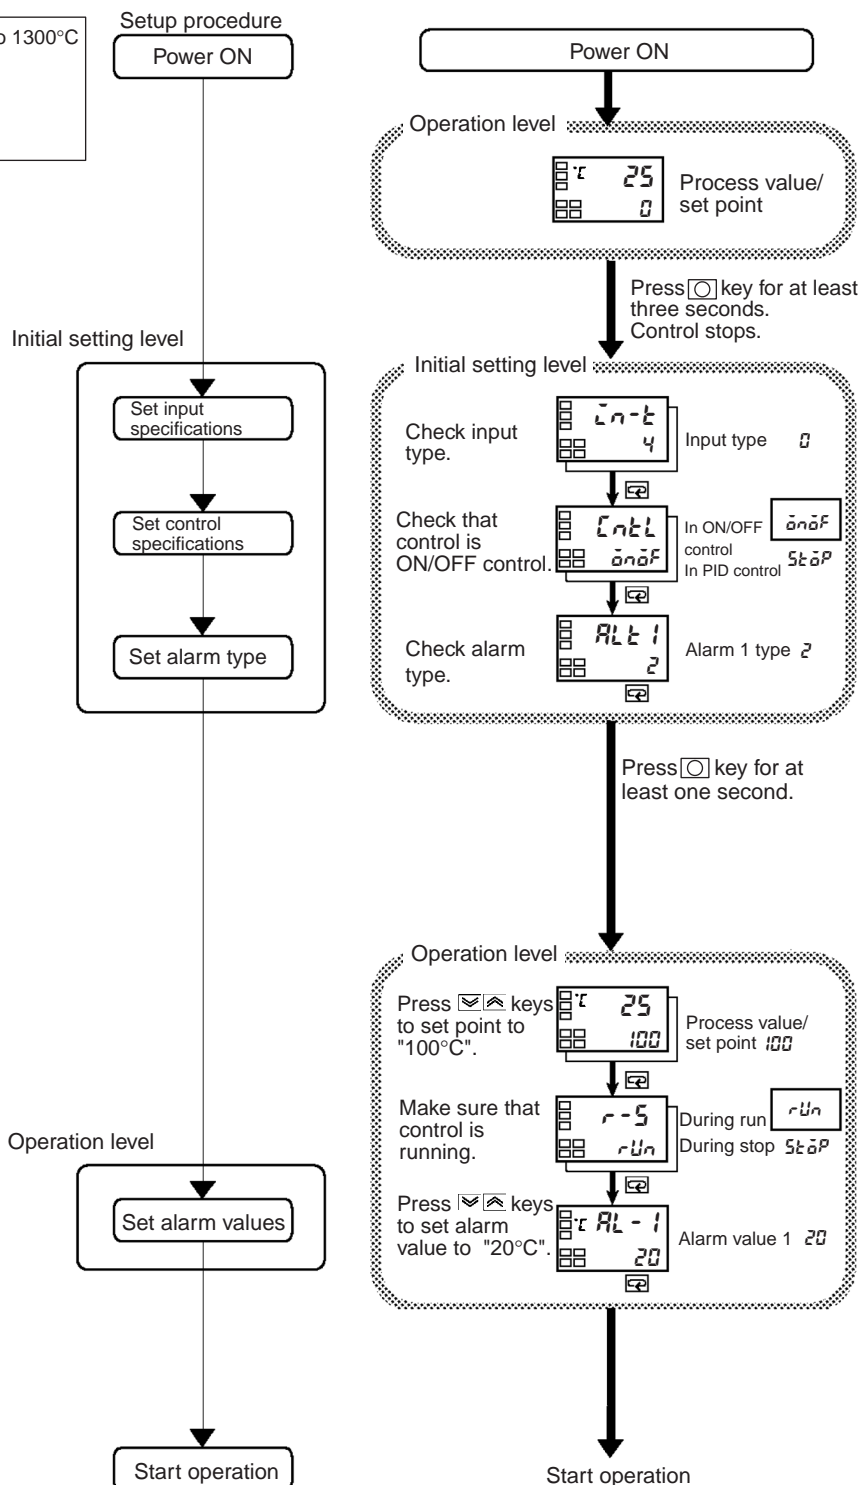 Setup procedure
o 1300°C
Power ON
Initial setting level
Set input
specifications
Set control
specifications
Set alarm type
Operation level
Set alarm values
Start operation
Power ON
Operation level
°C 25
0
Process value/
set point
Press key for at least
three seconds.
Control stops.
Initial setting level
Check input
type.
in-t
4
Input type 0
Check that
control is
ON/OFF control.
CntL
onoF
In ON/OFF
control
onoF
In PID control StoP
Check alarm
type.
ALt1
2
Alarm 1 type 2
Press key for at
least one second.
Operation level
Press keys
to set point to
"100°C".
°C 25
100
Process value/
set point 100
Make sure that
control is
running.
r-S
rUn
During run rUn
During stop StoP
Press keys
to set alarm
value to "20°C".
°C AL-1
20
Alarm value 1 20
Start operation